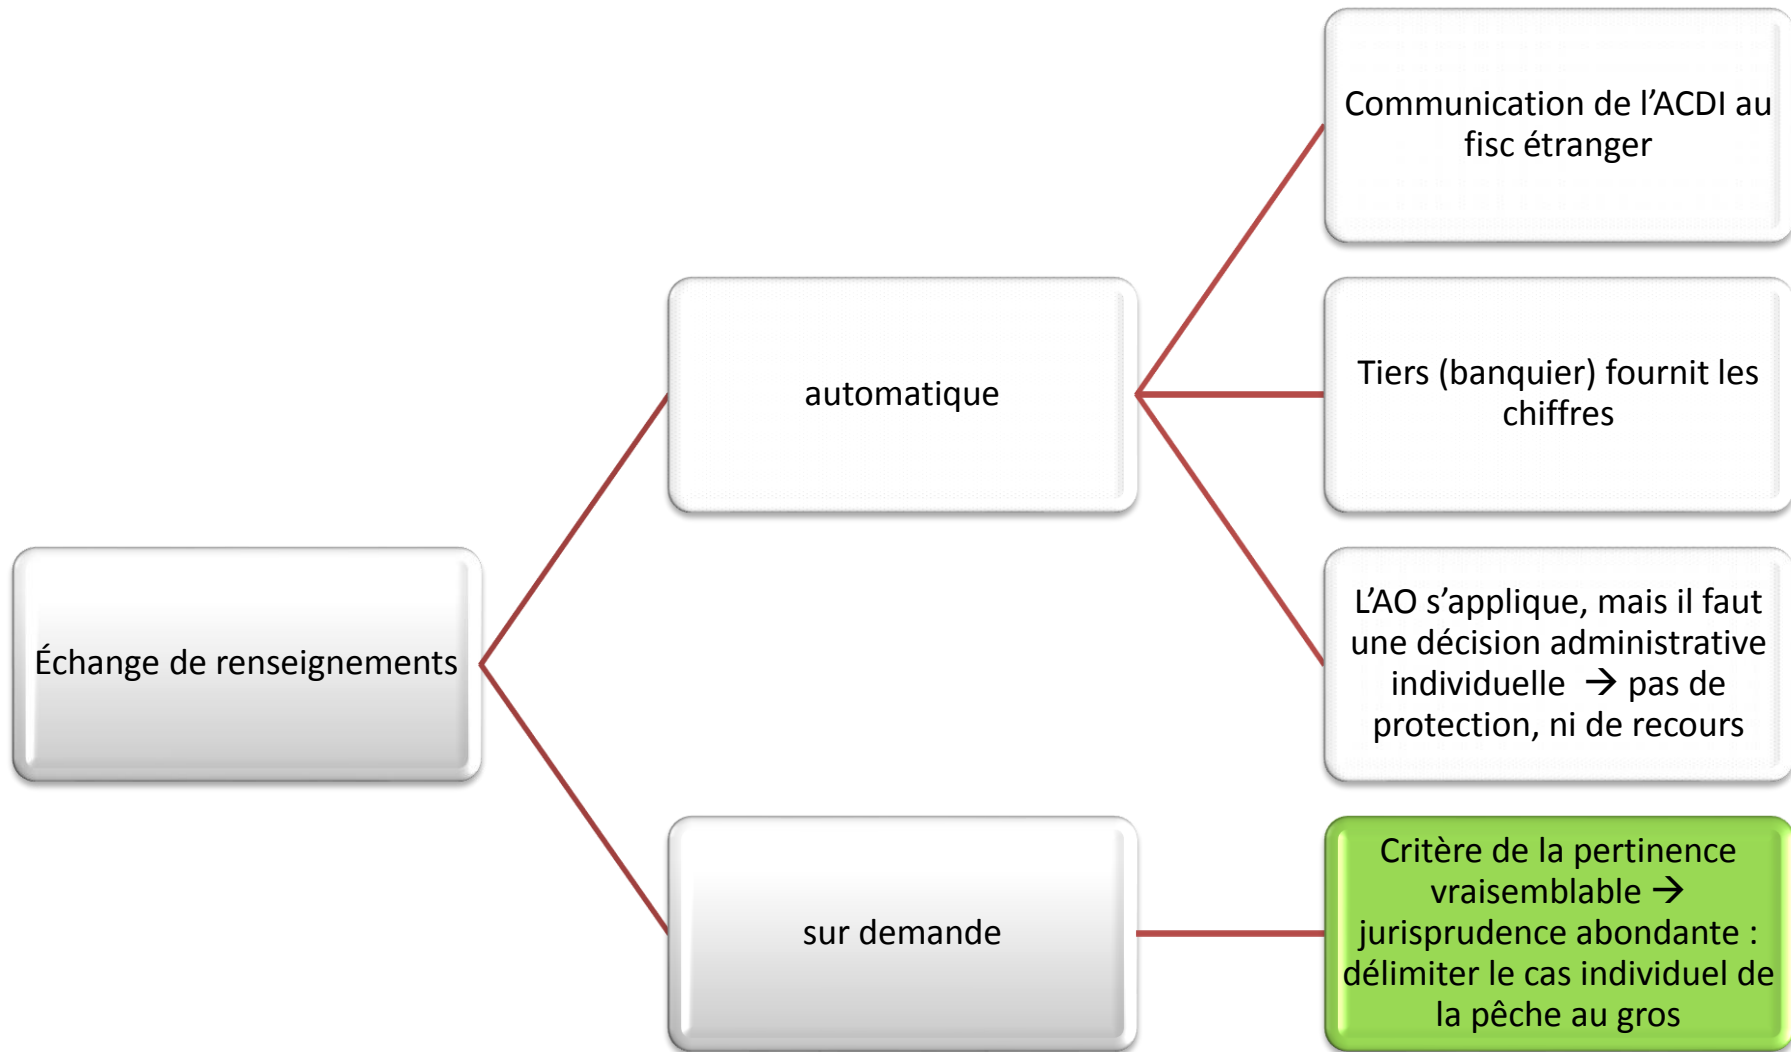 Communication de l’ACDI au
fisc étranger
automatique
Tiers (banquier) fournit les
chiffres
Échange de renseignements
L’AO s’applique, mais il faut
une décision administrative
individuelle → pas de
protection, ni de recours
sur demande
Critère de la pertinence
vraisemblable →
jurisprudence abondante :
délimiter le cas individuel de
la pêche au gros